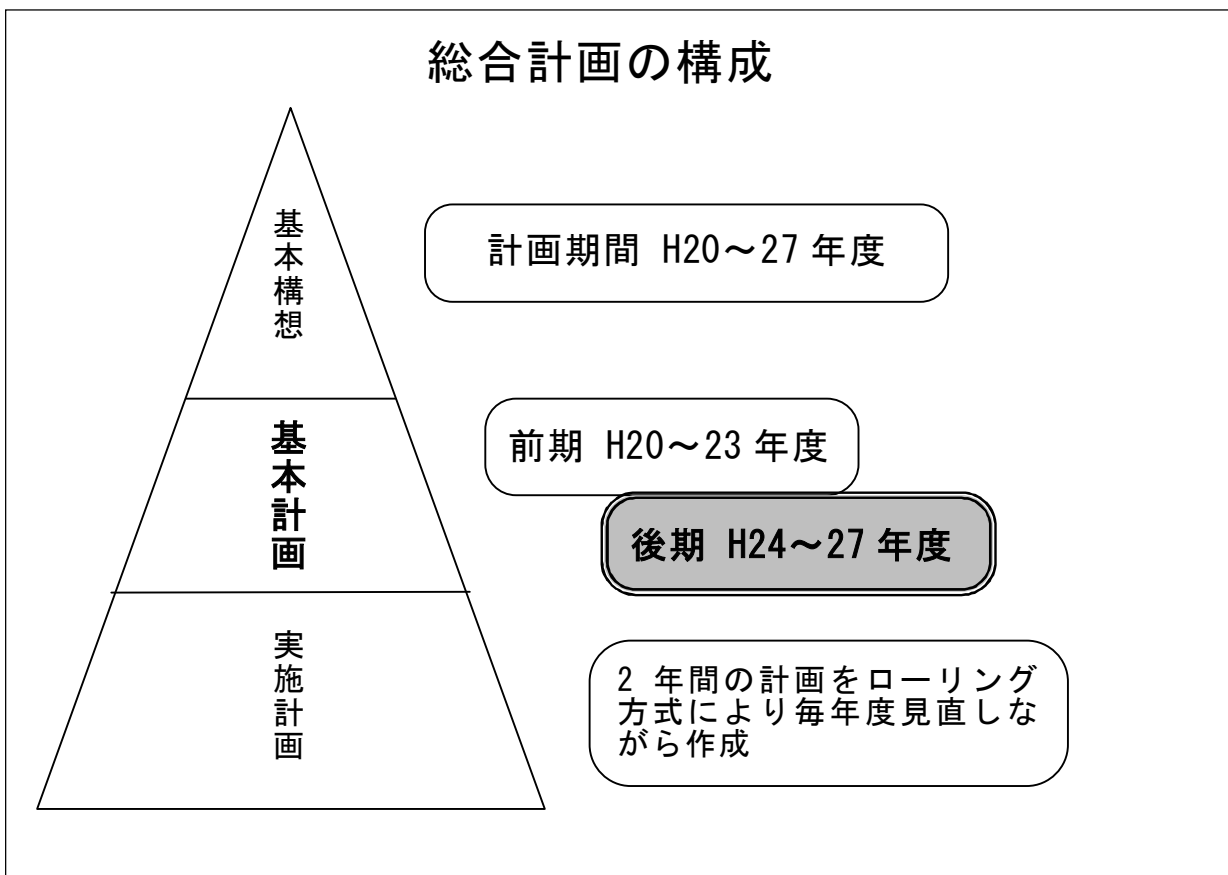 総合計画の構成
基本構想
計画期間 H20～27 年度
基本計画
前期 H20～23 年度
後期 H24～27 年度
実施計画
2 年間の計画をローリング
方式により毎年度見直しな
がら作成